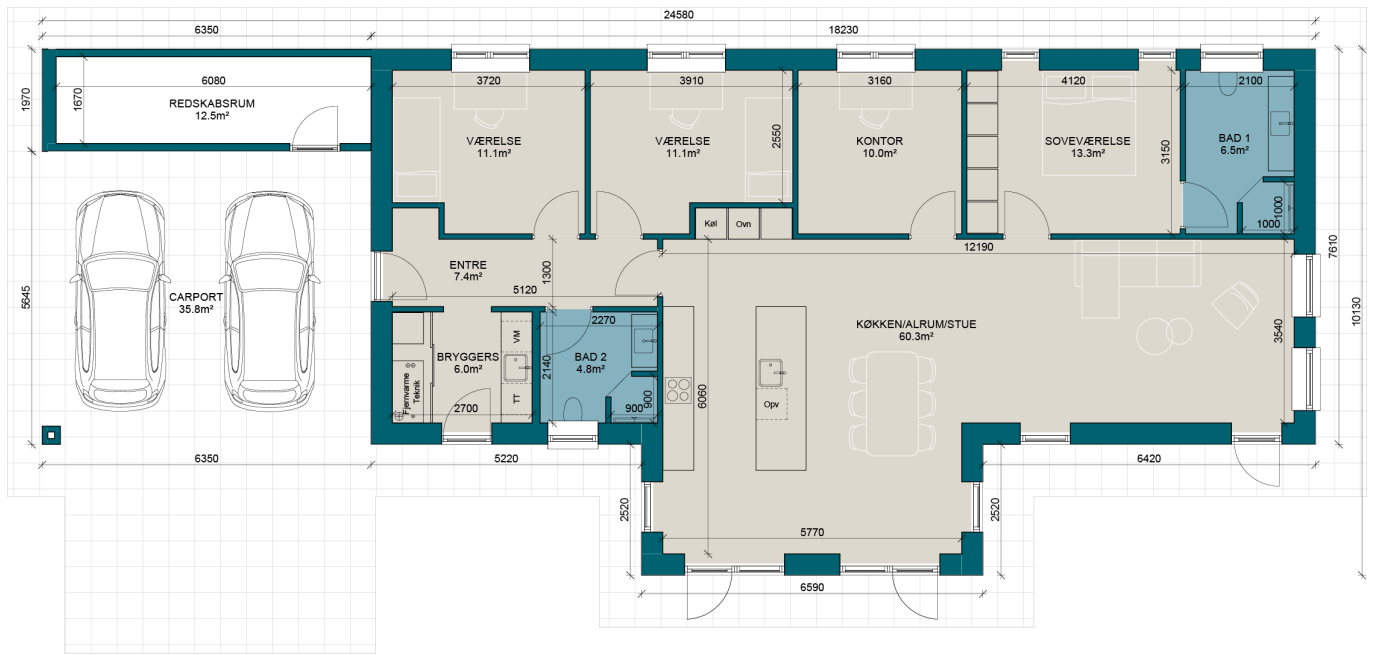 24580
6350
18230
6080
3720
3910
3160
4120
2100
1970
1670
REDSKABSRUM
12.5m²
VÆRELSE
11.1m²
VÆRELSE
11.1m²
2550
KONTOR
10.0m²
SOVEVÆRELSE
13.3m²
3150
BAD 1
6.5m²
1000
1000
Køl
Ovn
12190
7610
10130
ENTRE
7.4m²
1300
5120
CARPORT
35.8m²
5645
2270
KØKKEN/ALRUM/STUE
60.3m²
3540
VM
BRYGGERS
6.0m²
BAD 2
4.8m²
2140
Fjernvarme
Teknik
TT
2700
900
900
6060
Opv
6350
5220
6420
2520
2520
5770
6590